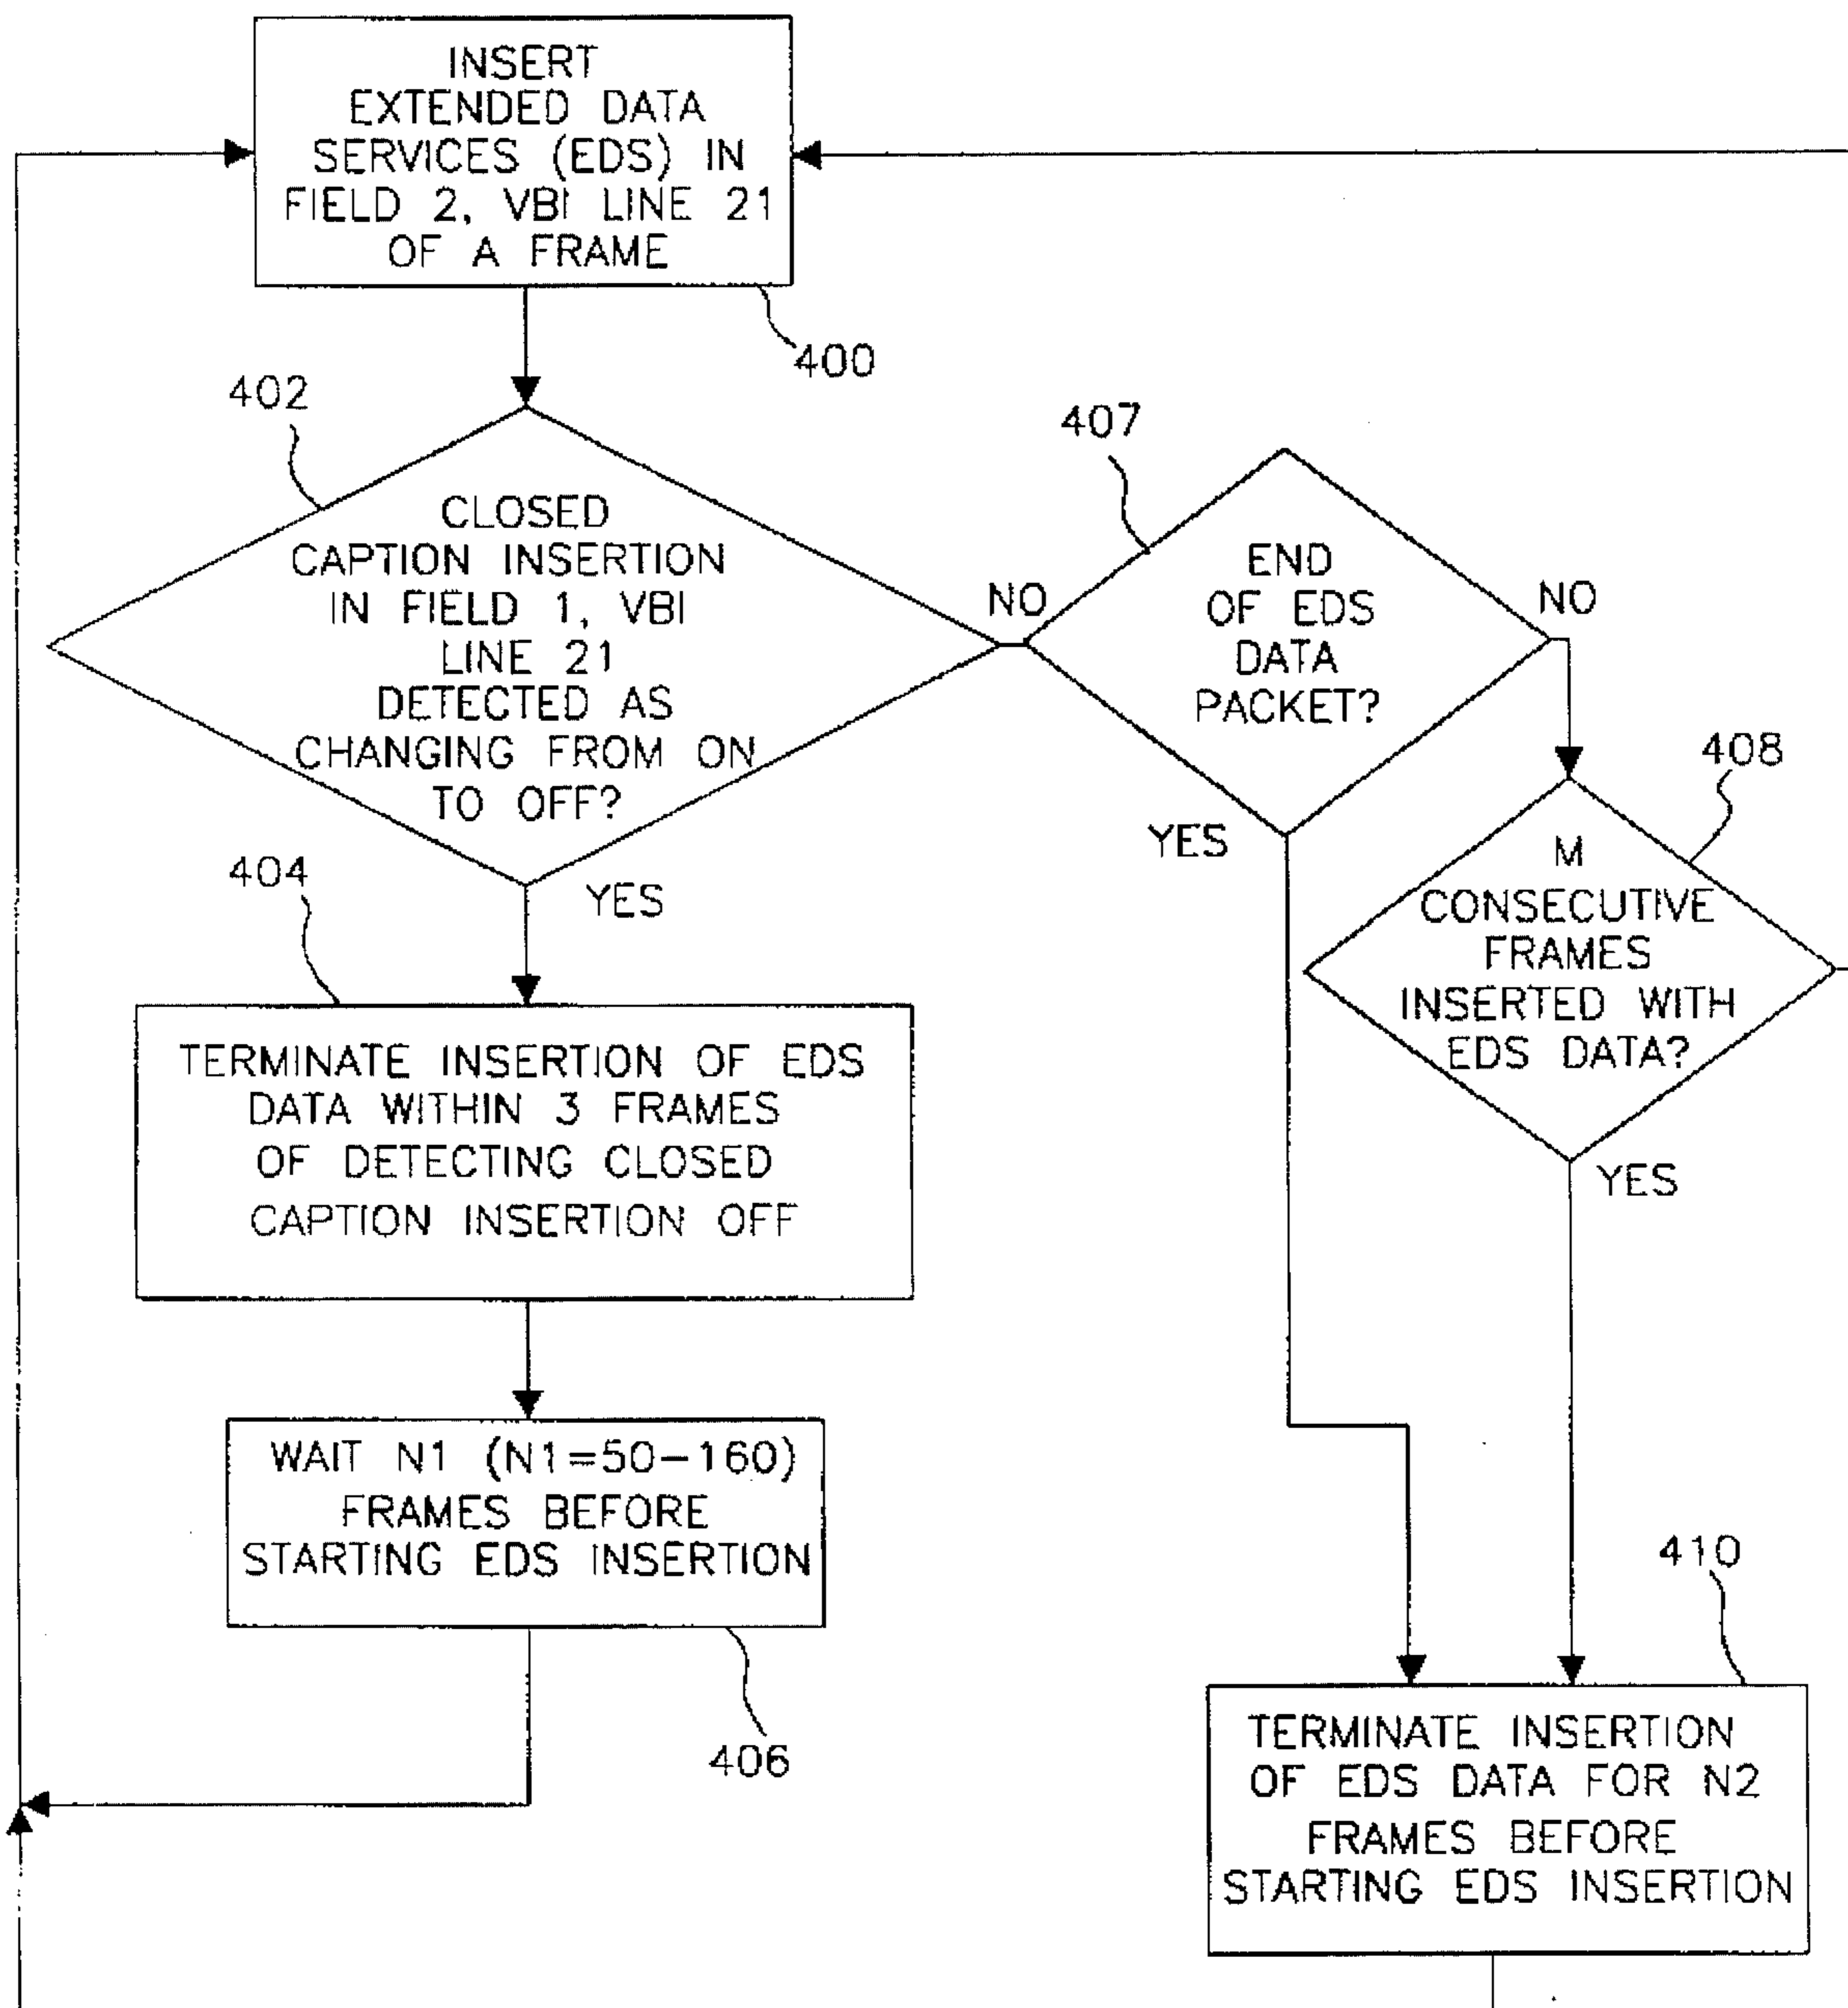 INSERT
EXTENDED DATA
SERVICES (EDS) IN
FIELD 2, VBI LINE 21
OF A FRAME
400
402
CLOSED
CAPTION INSERTION
IN FIELD 1, VBI
LINE 21
DETECTED AS
CHANGING FROM ON
TO OFF?
NO
YES
407
END
OF EDS
DATA
PACKET?
NO
YES
408
M
CONSECUTIVE
FRAMES
INSERTED WITH
EDS DATA?
YES
404
TERMINATE INSERTION OF EDS
DATA WITHIN 3 FRAMES
OF DETECTING CLOSED
CAPTION INSERTION OFF
WAIT N1 (N1=50-160)
FRAMES BEFORE
STARTING EDS INSERTION
406
410
TERMINATE INSERTION
OF EDS DATA FOR N2
FRAMES BEFORE
STARTING EDS INSERTION